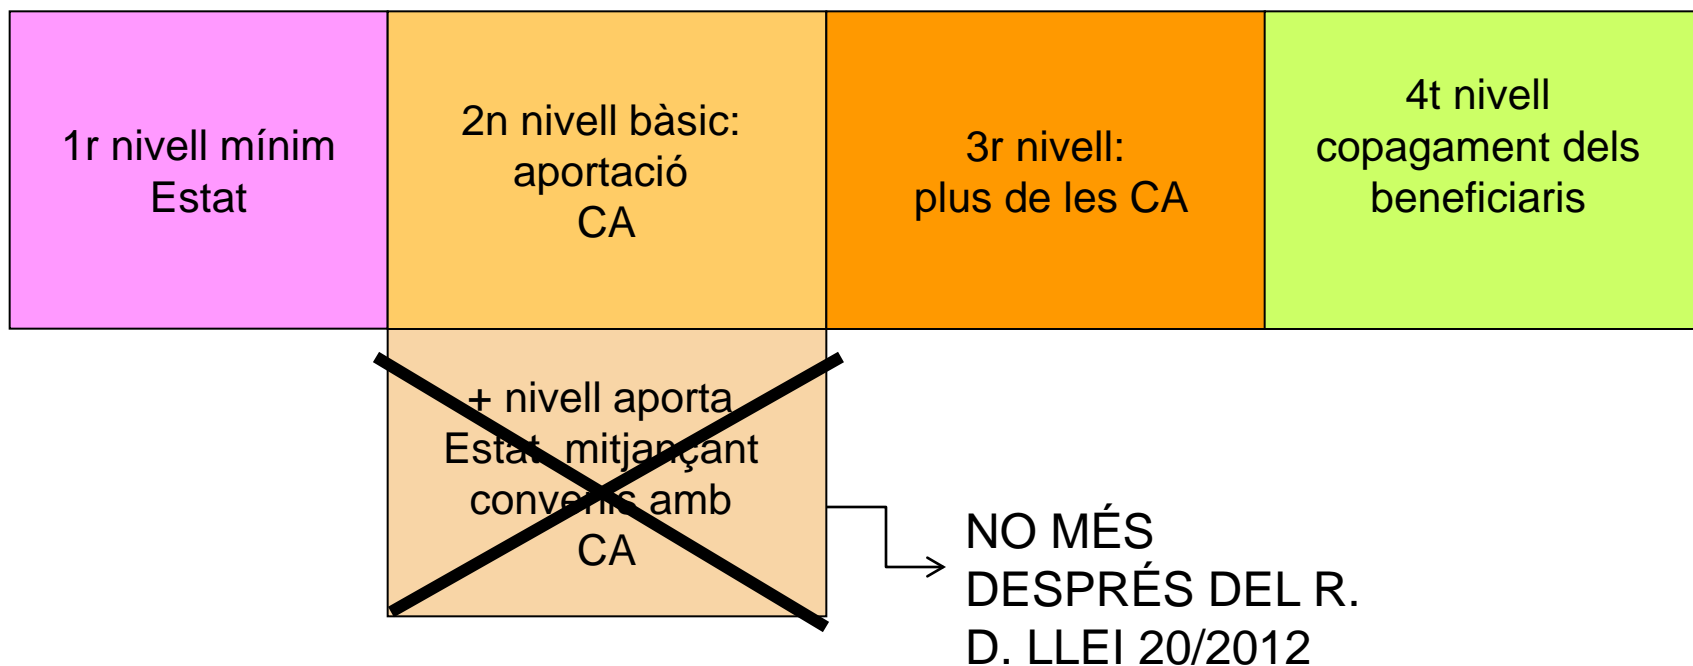 1r nivell mínim
Estat
2n nivell bàsic:
aportació
CA
3r nivell:
plus de les CA
4t nivell
copagament dels
beneficiaris
+ nivell aporta
Estat mitjançant
convenis amb
CA
NO MÉS
DESPRÉS DEL R.
D. LLEI 20/2012